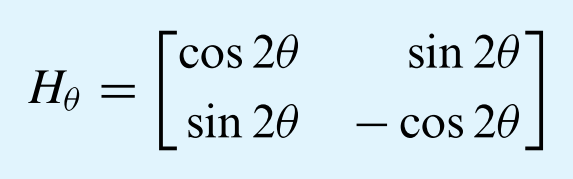 H_θ = [ cos 2θ  sin 2θ
sin 2θ  − cos 2θ ]